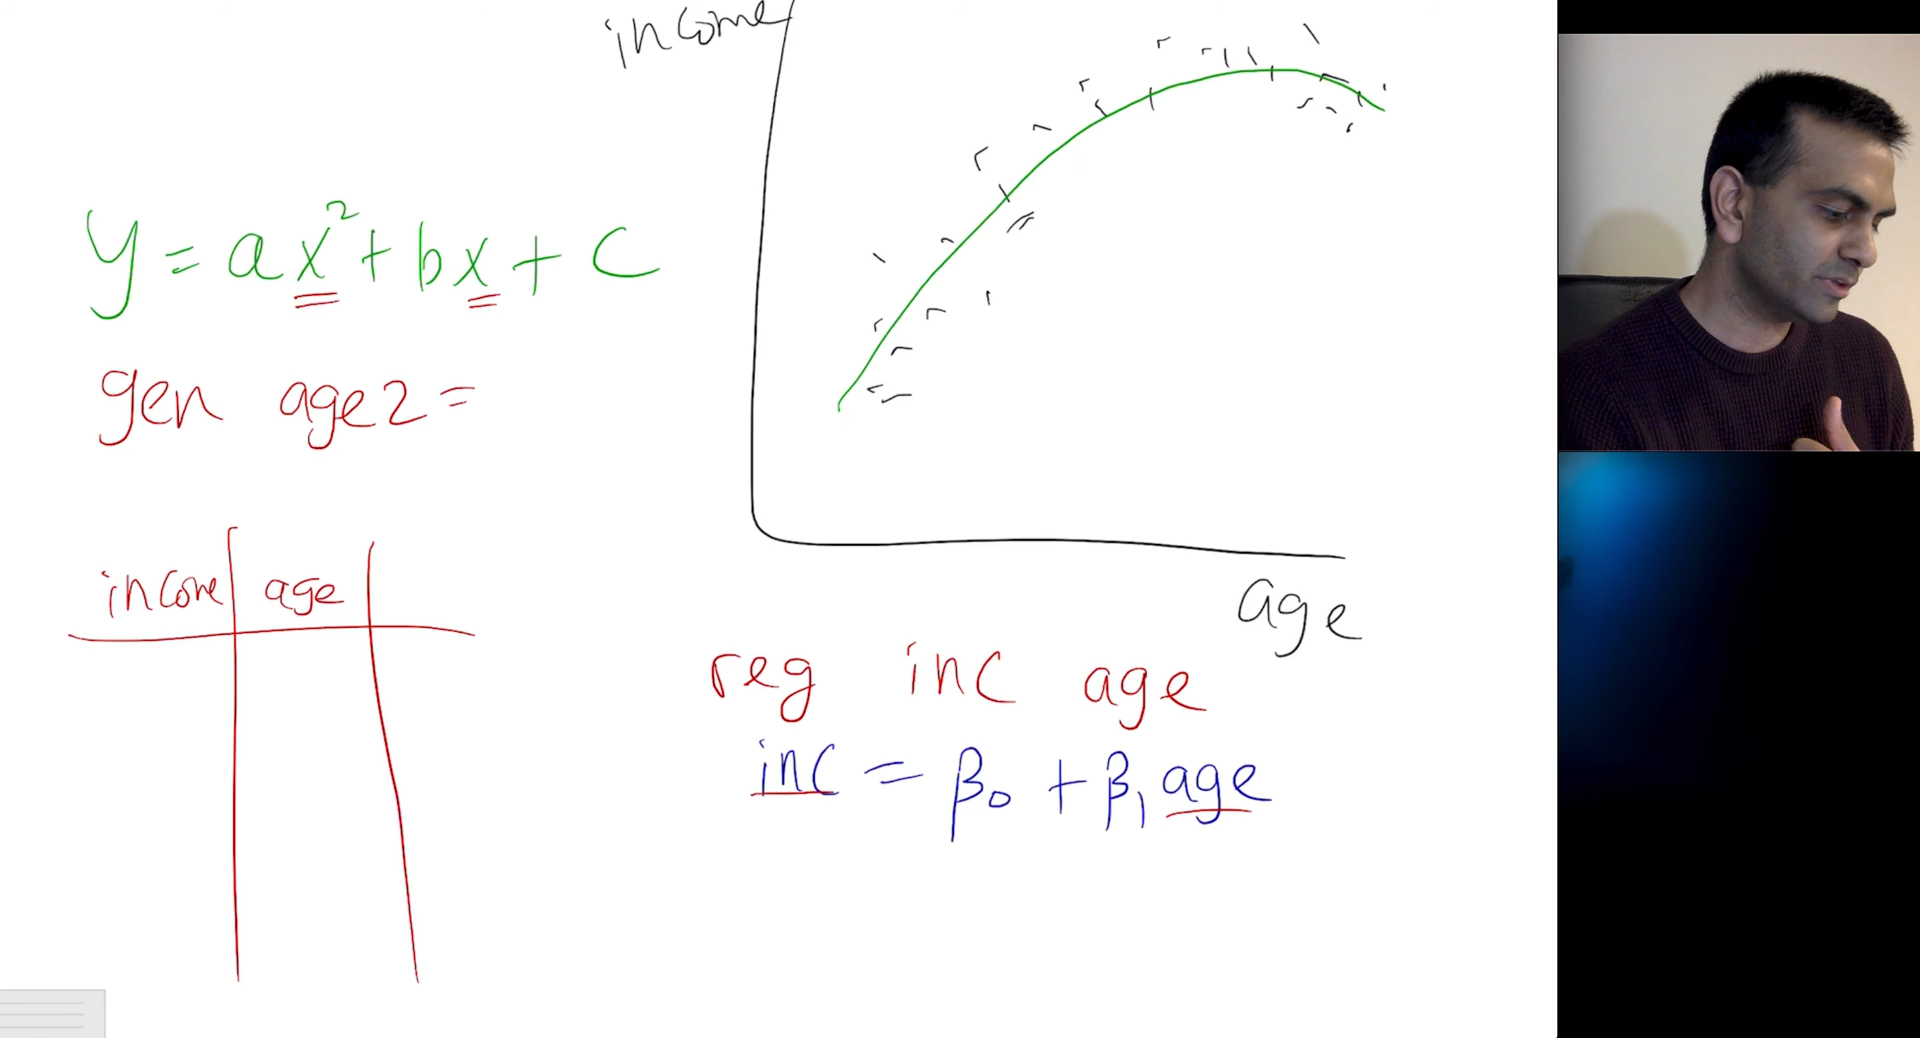 income
y = ax² + bx + c
gen age2 =
income age
age
reg inc age
inc = β₀ + β₁ age